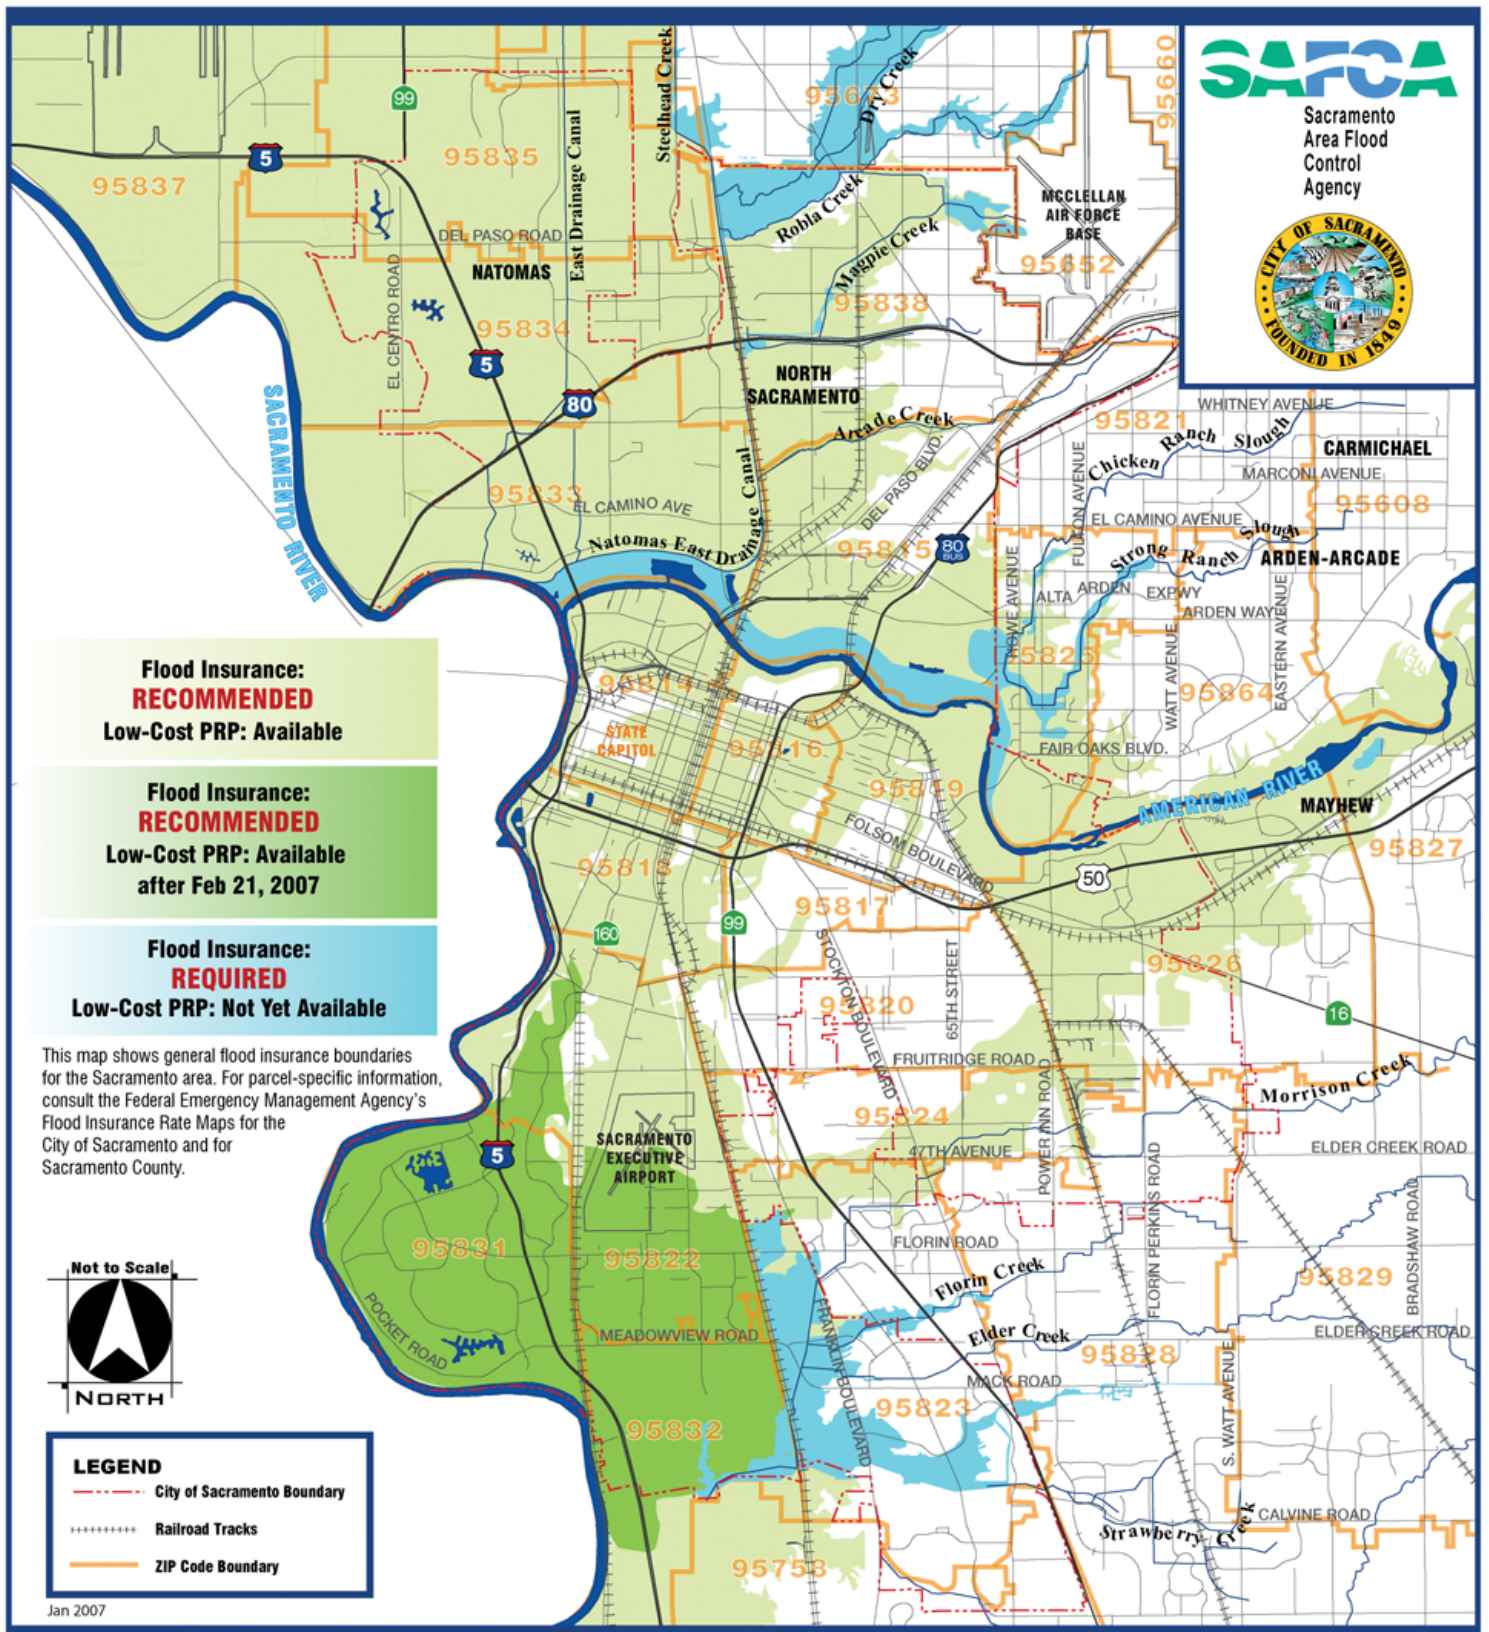 SAFCA
Sacramento
Area Flood
Control
Agency
CITY OF SACRAMENTO
FOUNDED IN 1849
99
Steelhead Creek
Dry Creek
95673
95660
5
95837
95835
East Drainage Canal
Robla Creek
MCCLELLAN
AIR FORCE
BASE
95652
DEL PASO ROAD
NATOMAS
Magpie Creek
95838
EL CENTRO ROAD
95834
5
80
NORTH
SACRAMENTO
Arcade Creek
SACRAMENTO RIVER
95833
EL CAMINO AVE
Natomas East Drainage Canal
DEL PASO BLVD.
95815
80
BUS
95821
WHITNEY AVENUE
Chicken Ranch Slough
CARMICHAEL
MARCONI AVENUE
95608
FULTON AVENUE
EL CAMINO AVENUE
Strong Ranch Slough
ARDEN-ARCADE
HOWE AVENUE
ALTA ARDEN EXPWY
ARDEN WAY
WATT AVENUE
EASTERN AVENUE
95825
95864
FAIR OAKS BLVD.
AMERICAN RIVER
MAYHEW
95827
95814
STATE
CAPITOL
95816
95819
FOLSOM BOULEVARD
50
95818
95817
160
99
STOCKTON BOULEVARD
65TH STREET
95826
16
95820
FRUITRIDGE ROAD
POWER INN ROAD
Morrison Creek
95824
47TH AVENUE
ELDER CREEK ROAD
SACRAMENTO
EXECUTIVE
AIRPORT
5
95831
95822
FLORIN ROAD
Florin Creek
FLORIN PERKINS ROAD
95829
BRADSHAW ROAD
POCKET ROAD
MEADOWVIEW ROAD
FRANKLIN BOULEVARD
Elder Creek
ELDER CREEK ROAD
95828
MACK ROAD
95823
S. WATT AVENUE
95832
Strawberry Creek
CALVINE ROAD
95758
Flood Insurance:
RECOMMENDED
Low-Cost PRP: Available
Flood Insurance:
RECOMMENDED
Low-Cost PRP: Available
after Feb 21, 2007
Flood Insurance:
REQUIRED
Low-Cost PRP: Not Yet Available
This map shows general flood insurance boundaries
for the Sacramento area. For parcel-specific information,
consult the Federal Emergency Management Agency's
Flood Insurance Rate Maps for the
City of Sacramento and for
Sacramento County.
Not to Scale
NORTH
LEGEND
City of Sacramento Boundary
Railroad Tracks
ZIP Code Boundary
Jan 2007